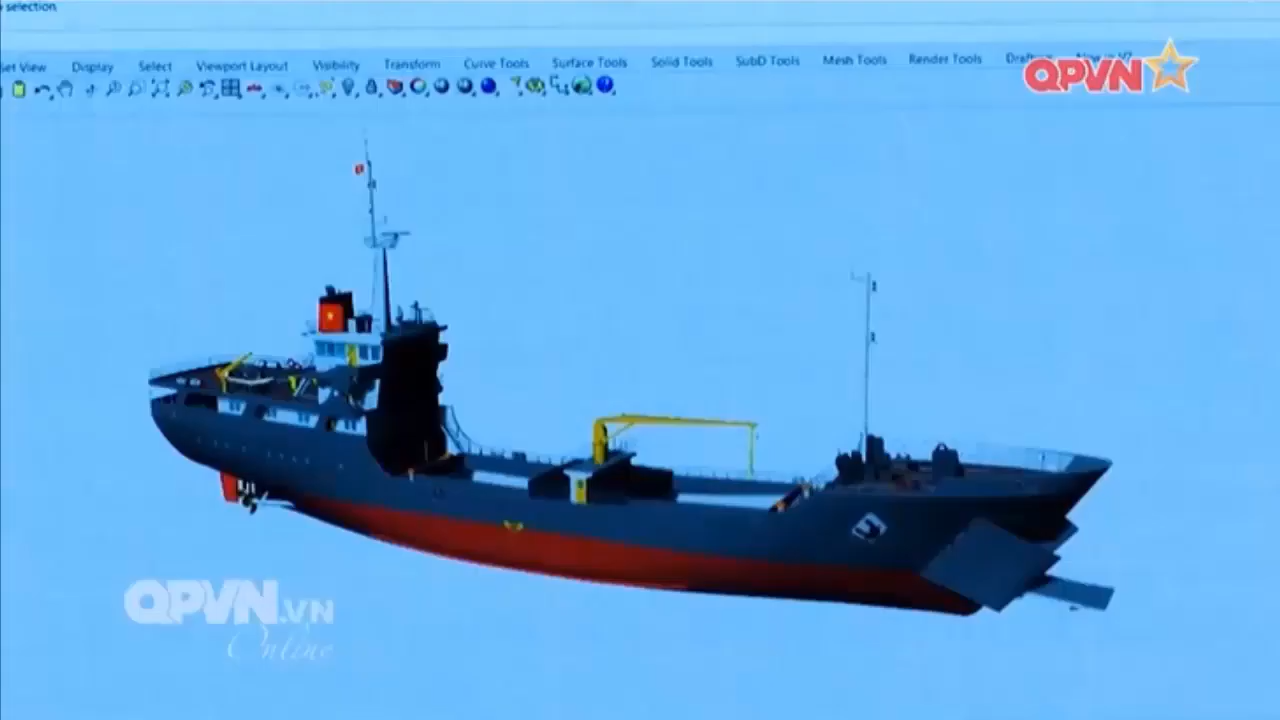 selection
Set View Display Select Viewport Layout Visibility Transform Curve Tools Surface Tools Solid Tools SubD Tools Mesh Tools Render Tools
QPVN
QPVN.VN
Online